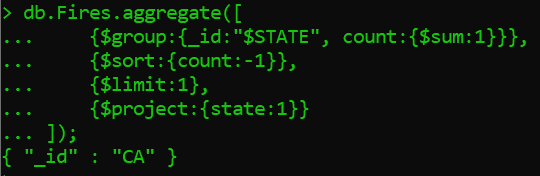 > db.Fires.aggregate([
...     {$group:{_id:"$STATE", count:{$sum:1}}},
...     {$sort:{count:-1}},
...     {$limit:1},
...     {$project:{state:1}}
... ]);
{ "_id" : "CA" }